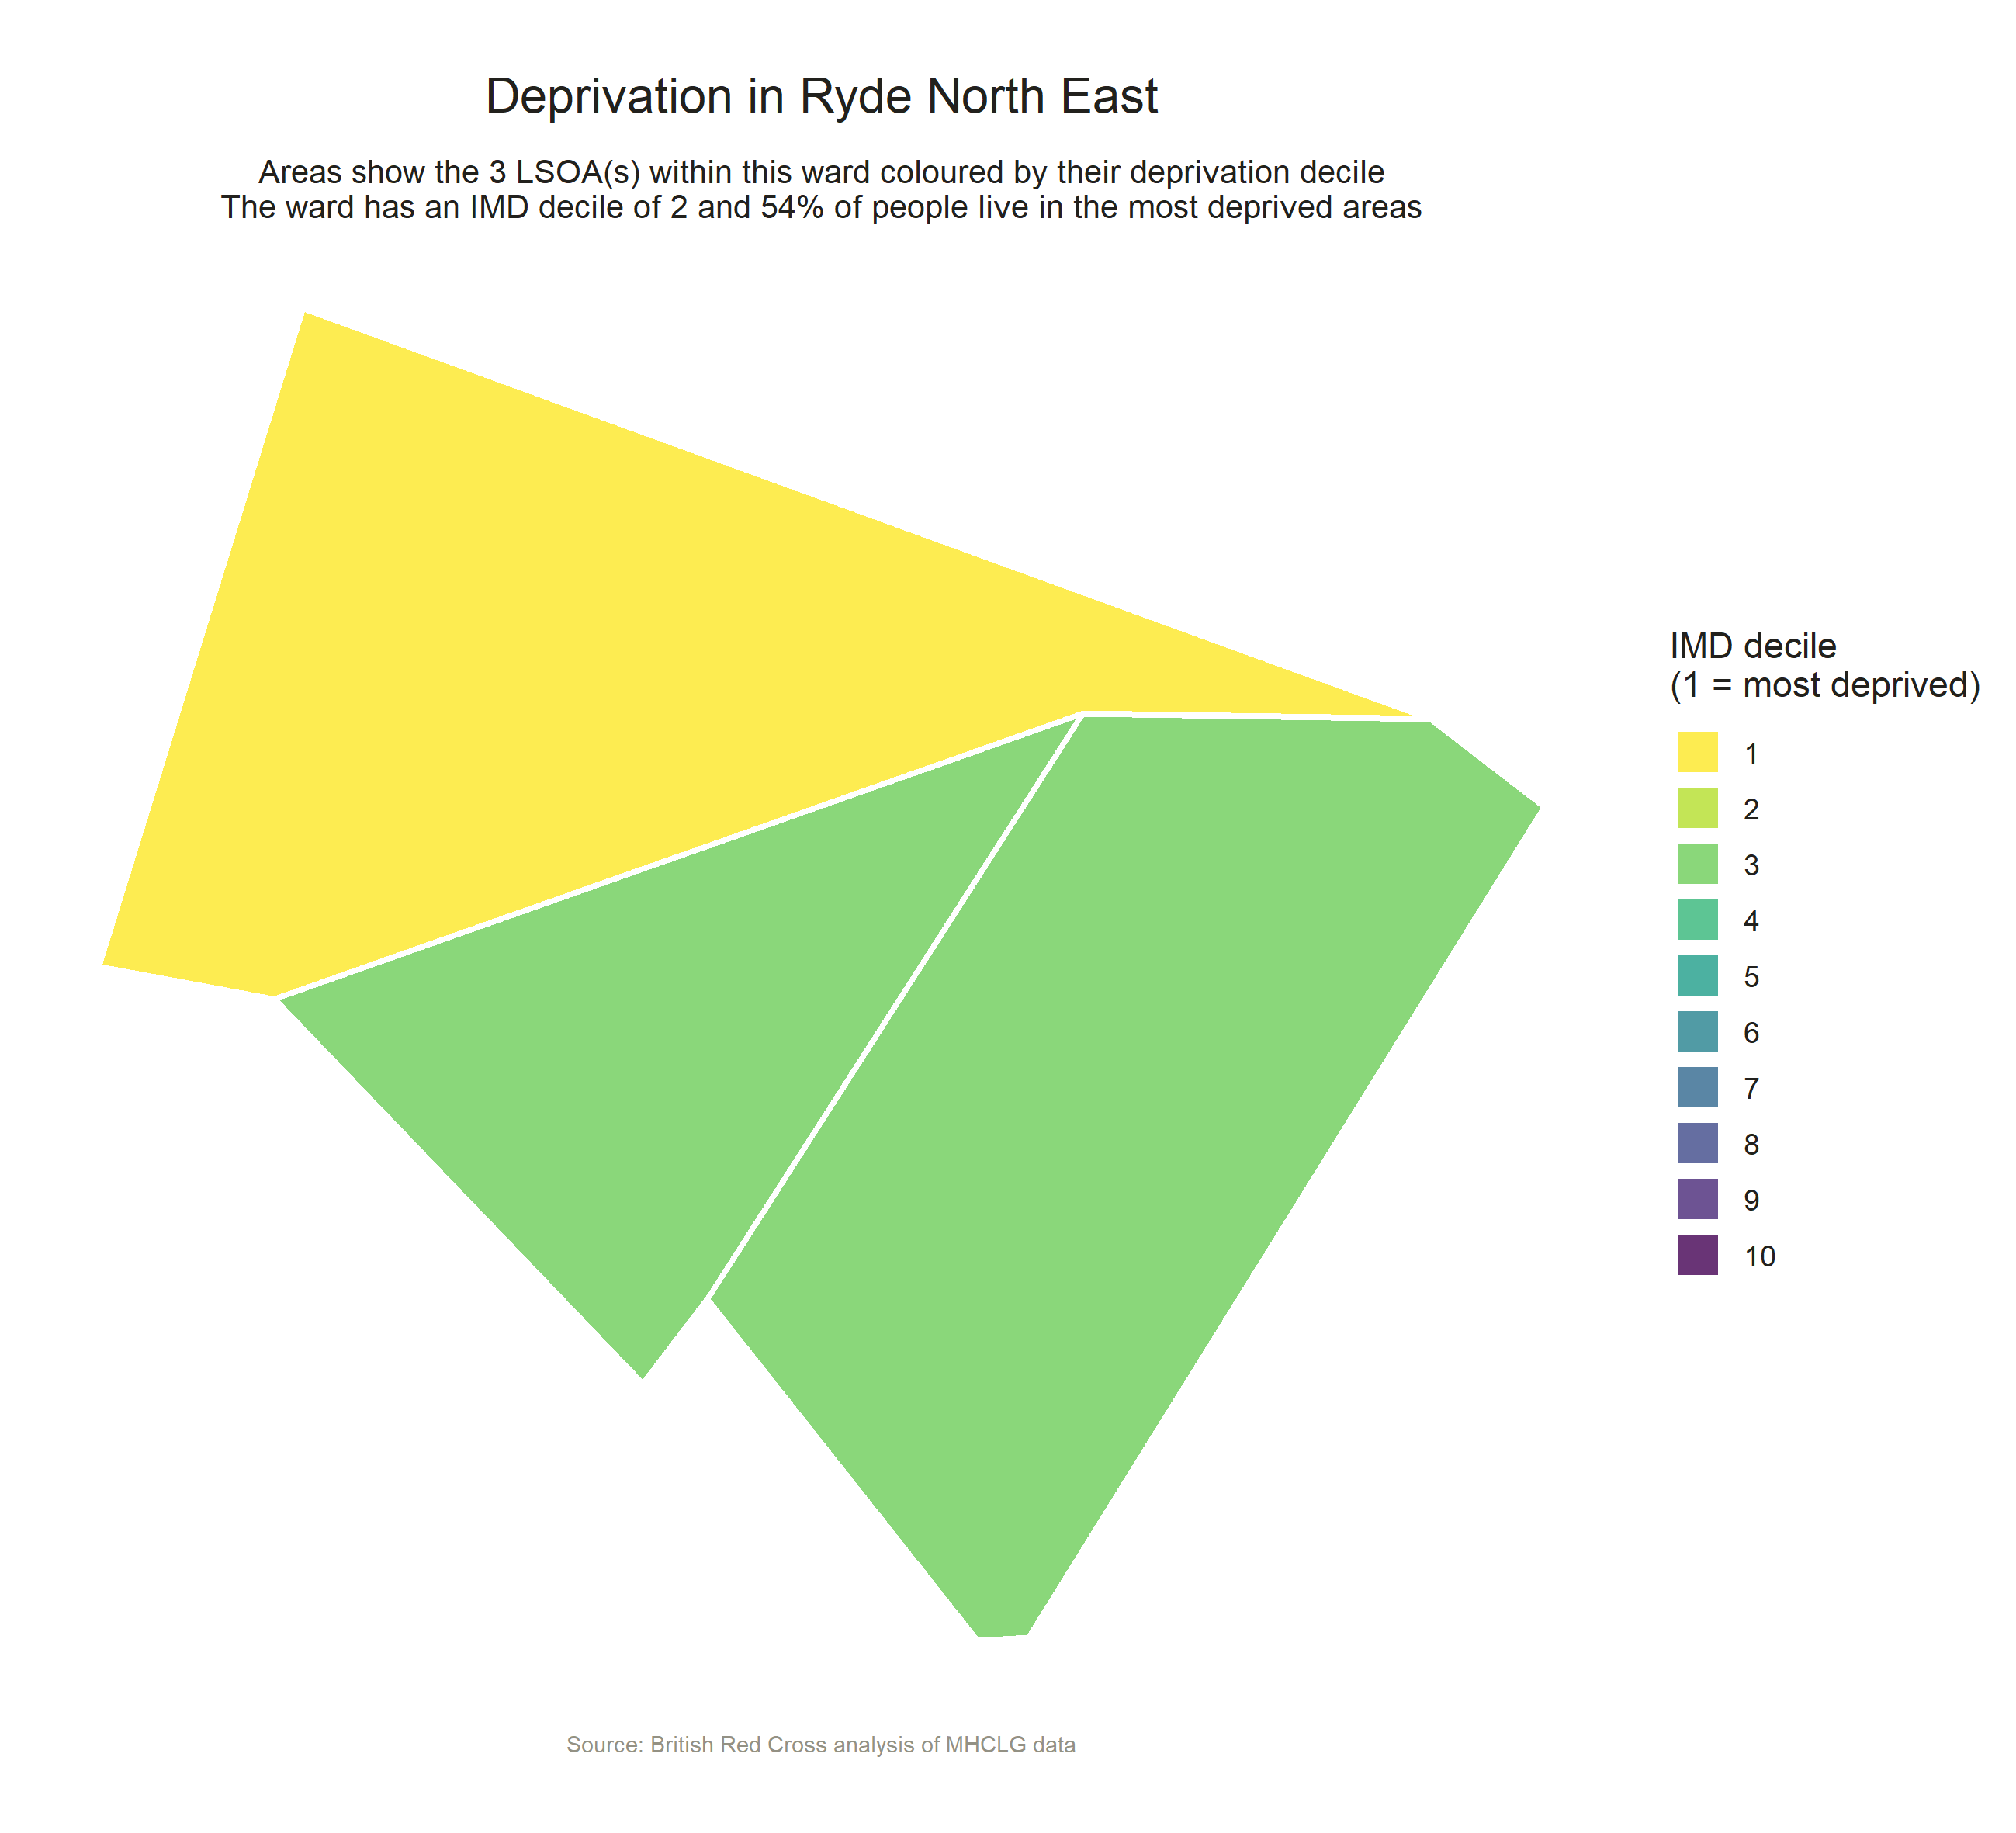 Deprivation in Ryde North East
Areas show the 3 LSOA(s) within this ward coloured by their deprivation decile
The ward has an IMD decile of 2 and 54% of people live in the most deprived areas
IMD decile
(1 = most deprived)
1
2
3
4
5
6
7
8
9
10
Source: British Red Cross analysis of MHCLG data